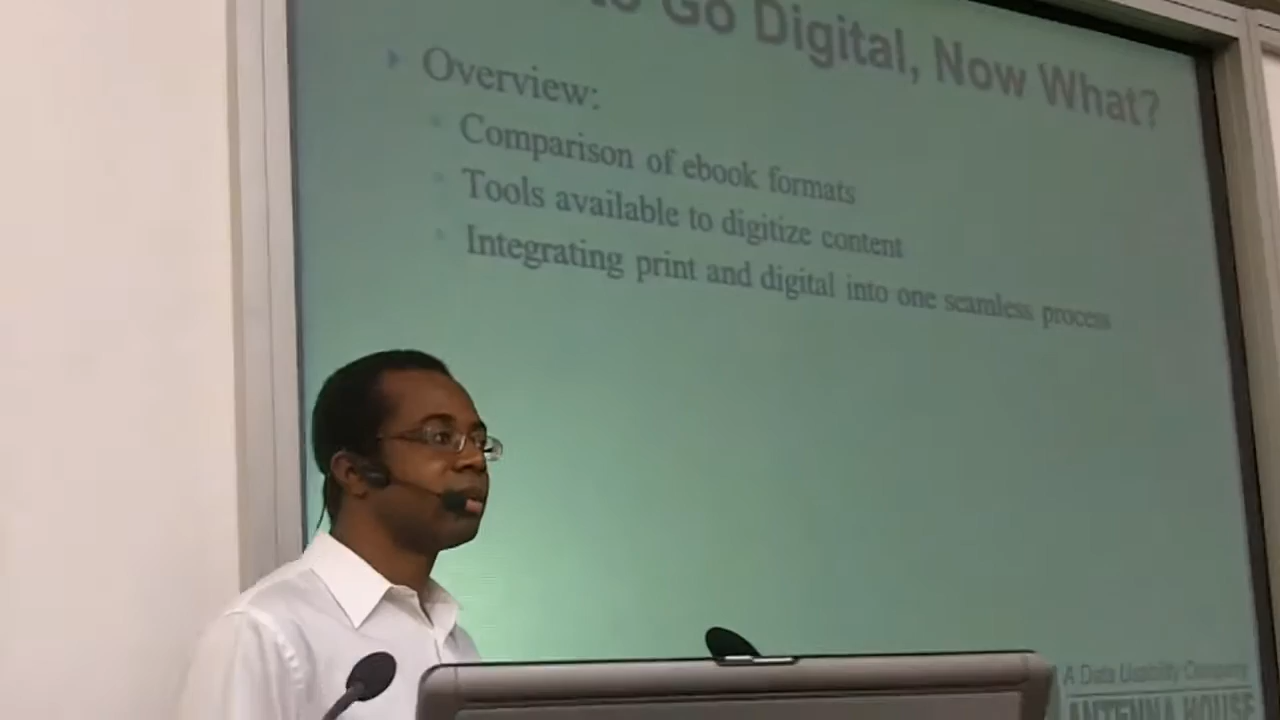 Go Digital, Now What?
Overview:
Comparison of ebook formats
Tools available to digitize content
Integrating print and digital into one seamless process
A Data Usability Company
ANTENNA HOUSE